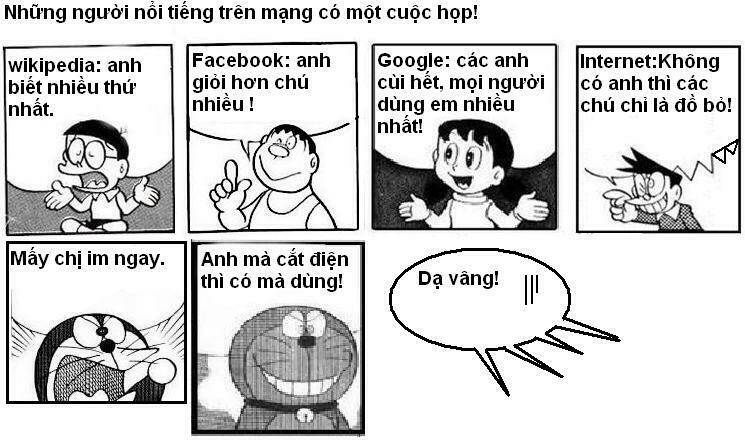 Những người nổi tiếng trên mạng có một cuộc họp!
wikipedia: anh
biết nhiều thứ
nhất.
Facebook: anh
giỏi hơn chú
nhiều !
Google: các anh
cùi hết, mọi người
dùng em nhiều
nhất!
Internet:Không
có anh thì các
chú chỉ là đồ bỏ!
Mấy chị im ngay.
Anh mà cắt điện
thì có mà dùng!
Dạ vâng!